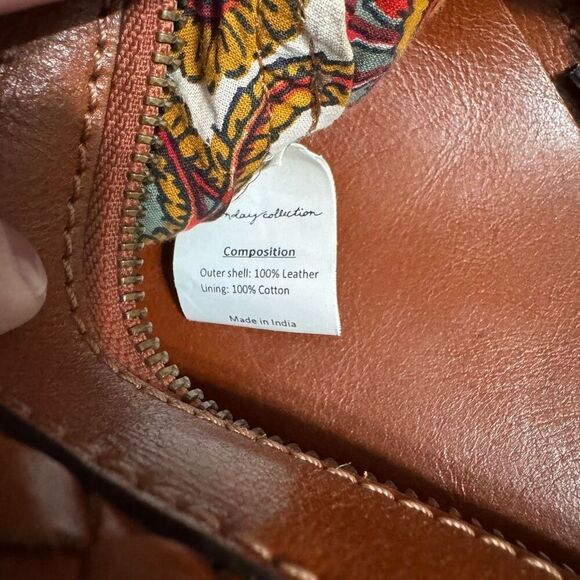 collection
Composition
Outer shell: 100% Leather
Lining: 100% Cotton
Made in India